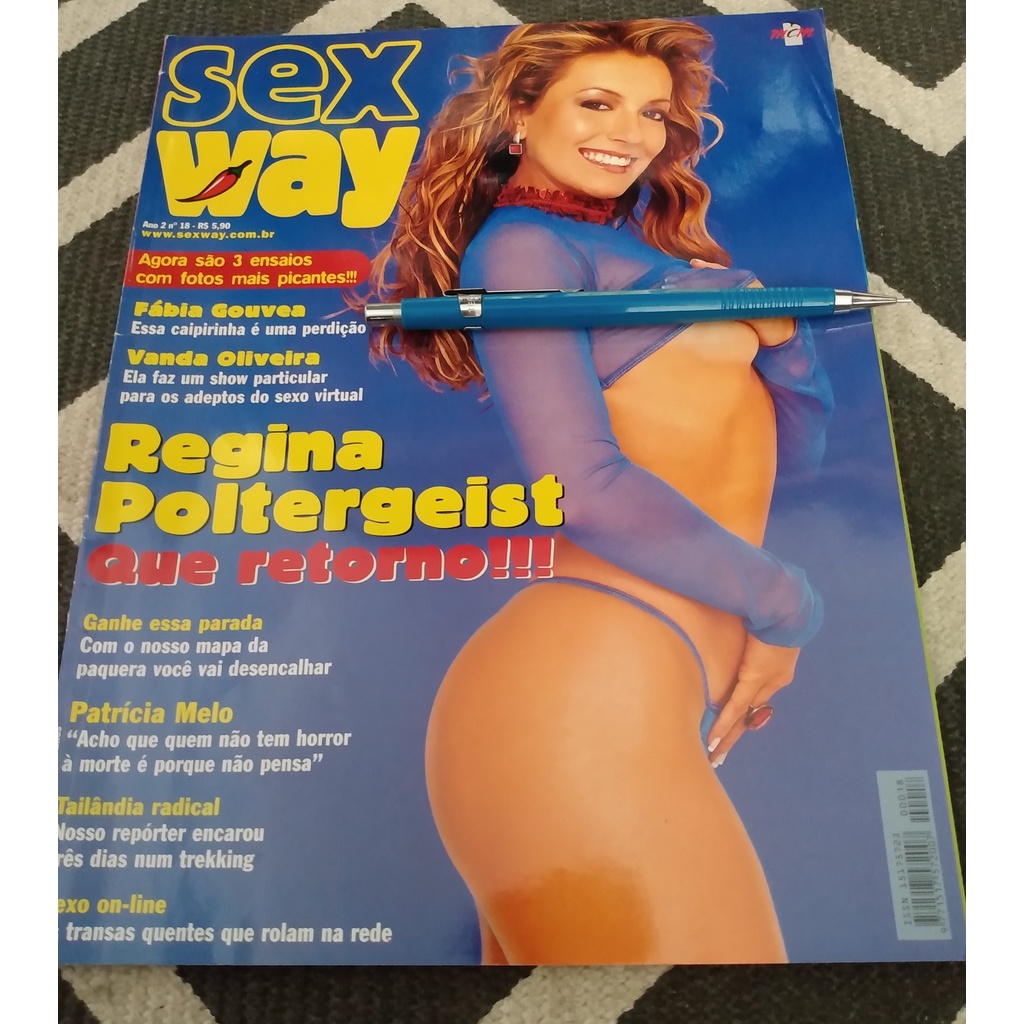 sex
way
mcm
Ano 2 nº 18 - R$ 5,90
www.sexway.com.br
Agora são 3 ensaios
com fotos mais picantes!!!
Fábia Gouvea
Essa caipirinha é uma perdição
Vanda Oliveira
Ela faz um show particular
para os adeptos do sexo virtual
Regina
Poltergeist
Que retorno!!!
Ganhe essa parada
Com o nosso mapa da
paquera você vai desencalhar
Patrícia Melo
“Acho que quem não tem horror
à morte é porque não pensa”
Tailândia radical
Nosso repórter encarou
rês dias num trekking
exo on-line
transas quentes que rolam na rede
00018